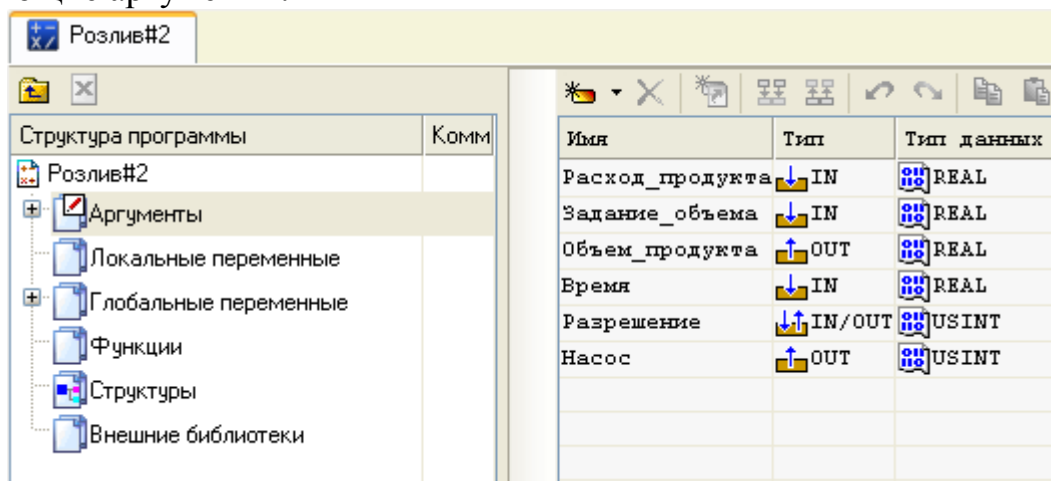 Розлив#2
Структура программы Комм
Розлив#2
Аргументы
Локальные переменные
Глобальные переменные
Функции
Структуры
Внешние библиотеки
Имя Тип Тип данных
Расход_продукта IN REAL
Задание_объема IN REAL
Объем_продукта OUT REAL
Время IN REAL
Разрешение IN/OUT USINT
Насос OUT USINT